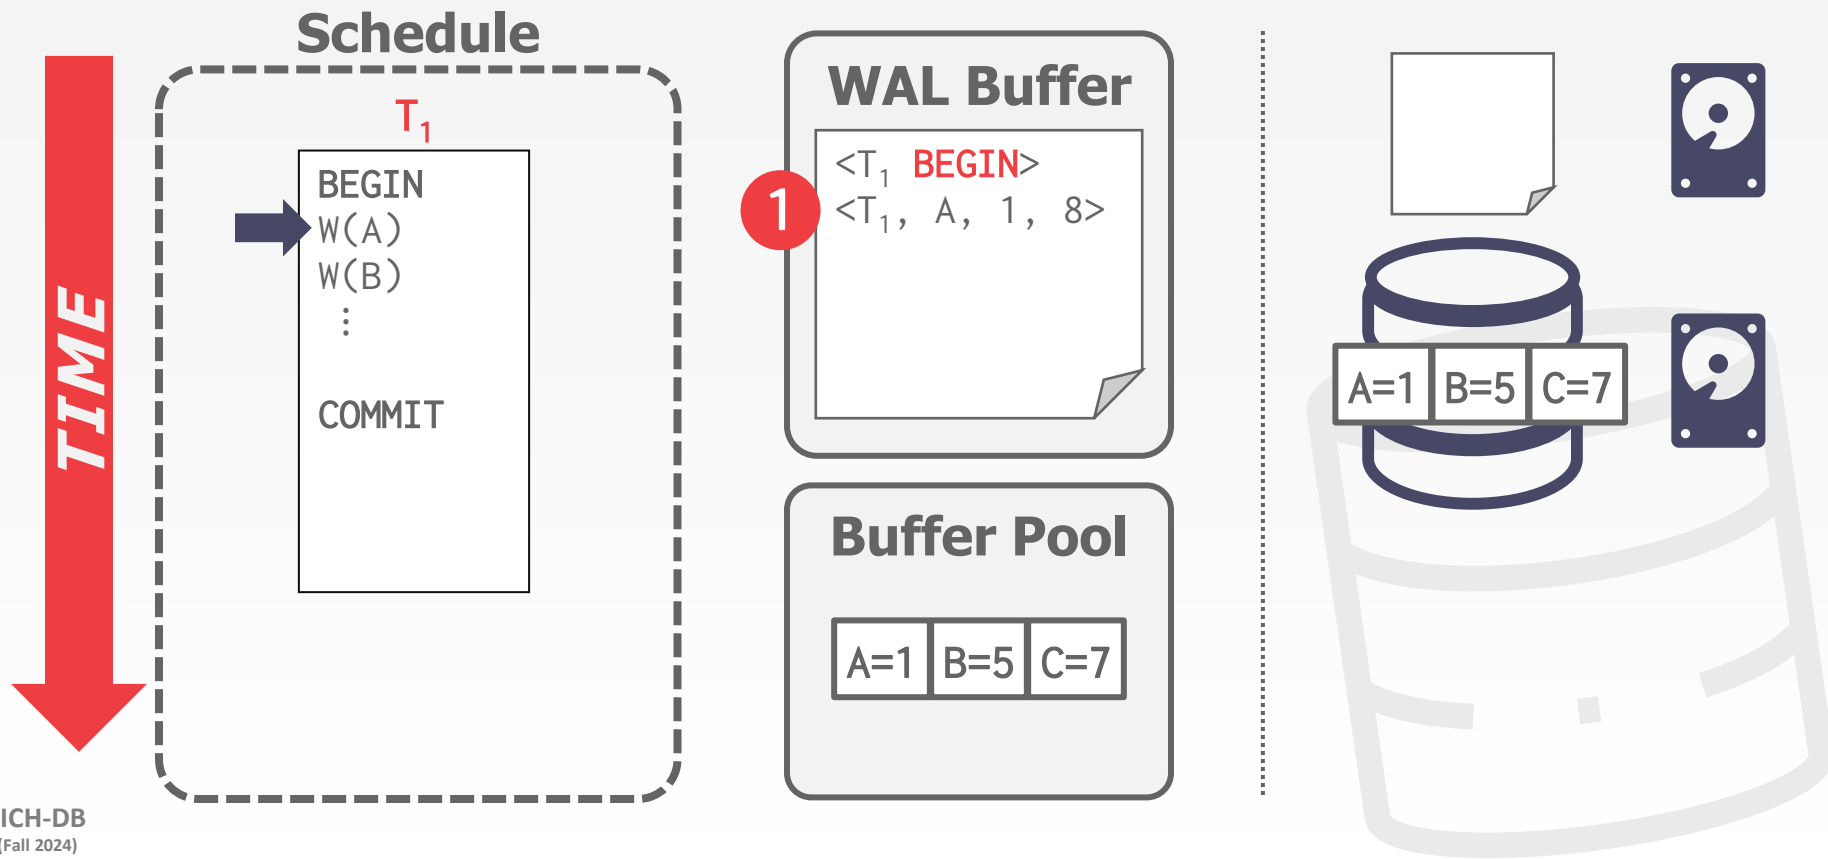 Schedule
TIME
T1
BEGIN
W(A)
W(B)
⋮
COMMIT
WAL Buffer
1
<T1 BEGIN>
<T1, A, 1, 8>
Buffer Pool
A=1 B=5 C=7
A=1 B=5 C=7
ICH-DB
(Fall 2024)